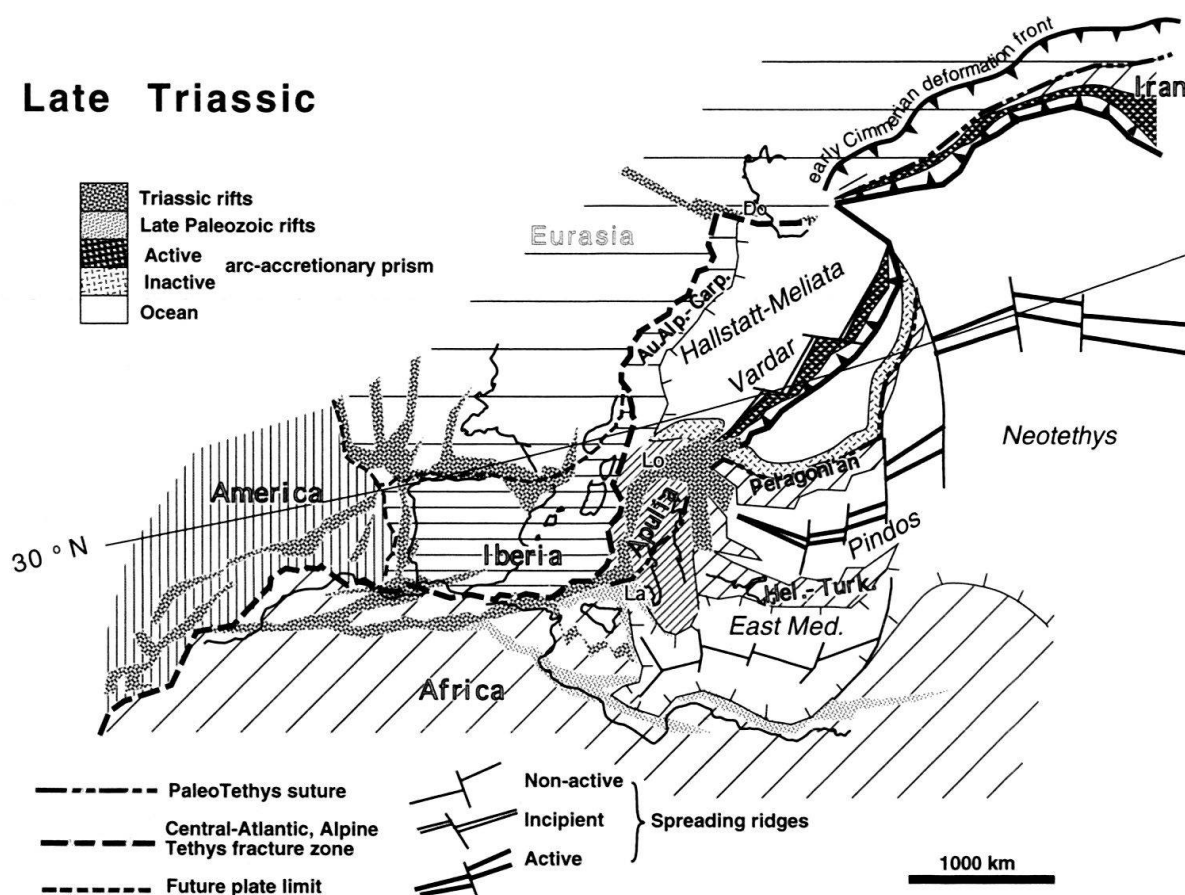 Late Triassic
early Cimmenian deformation front
Iran
Triassic rifts
Late Paleozoic rifts
Active
Inactive
arc-accretionary prism
Ocean
Do
Eurasia
Au.Alp.-Carp.
Hallstatt-Meliata
Vardar
Neotethys
Lo
Pelagonian
America
Apulia s.l.
30 ° N
Iberia
Pindos
La
Hel.-Turk.
East Med.
Africa
PaleoTethys suture
Central-Atlantic, Alpine
Tethys fracture zone
Future plate limit
Non-active
Incipient
Active
Spreading ridges
1000 km